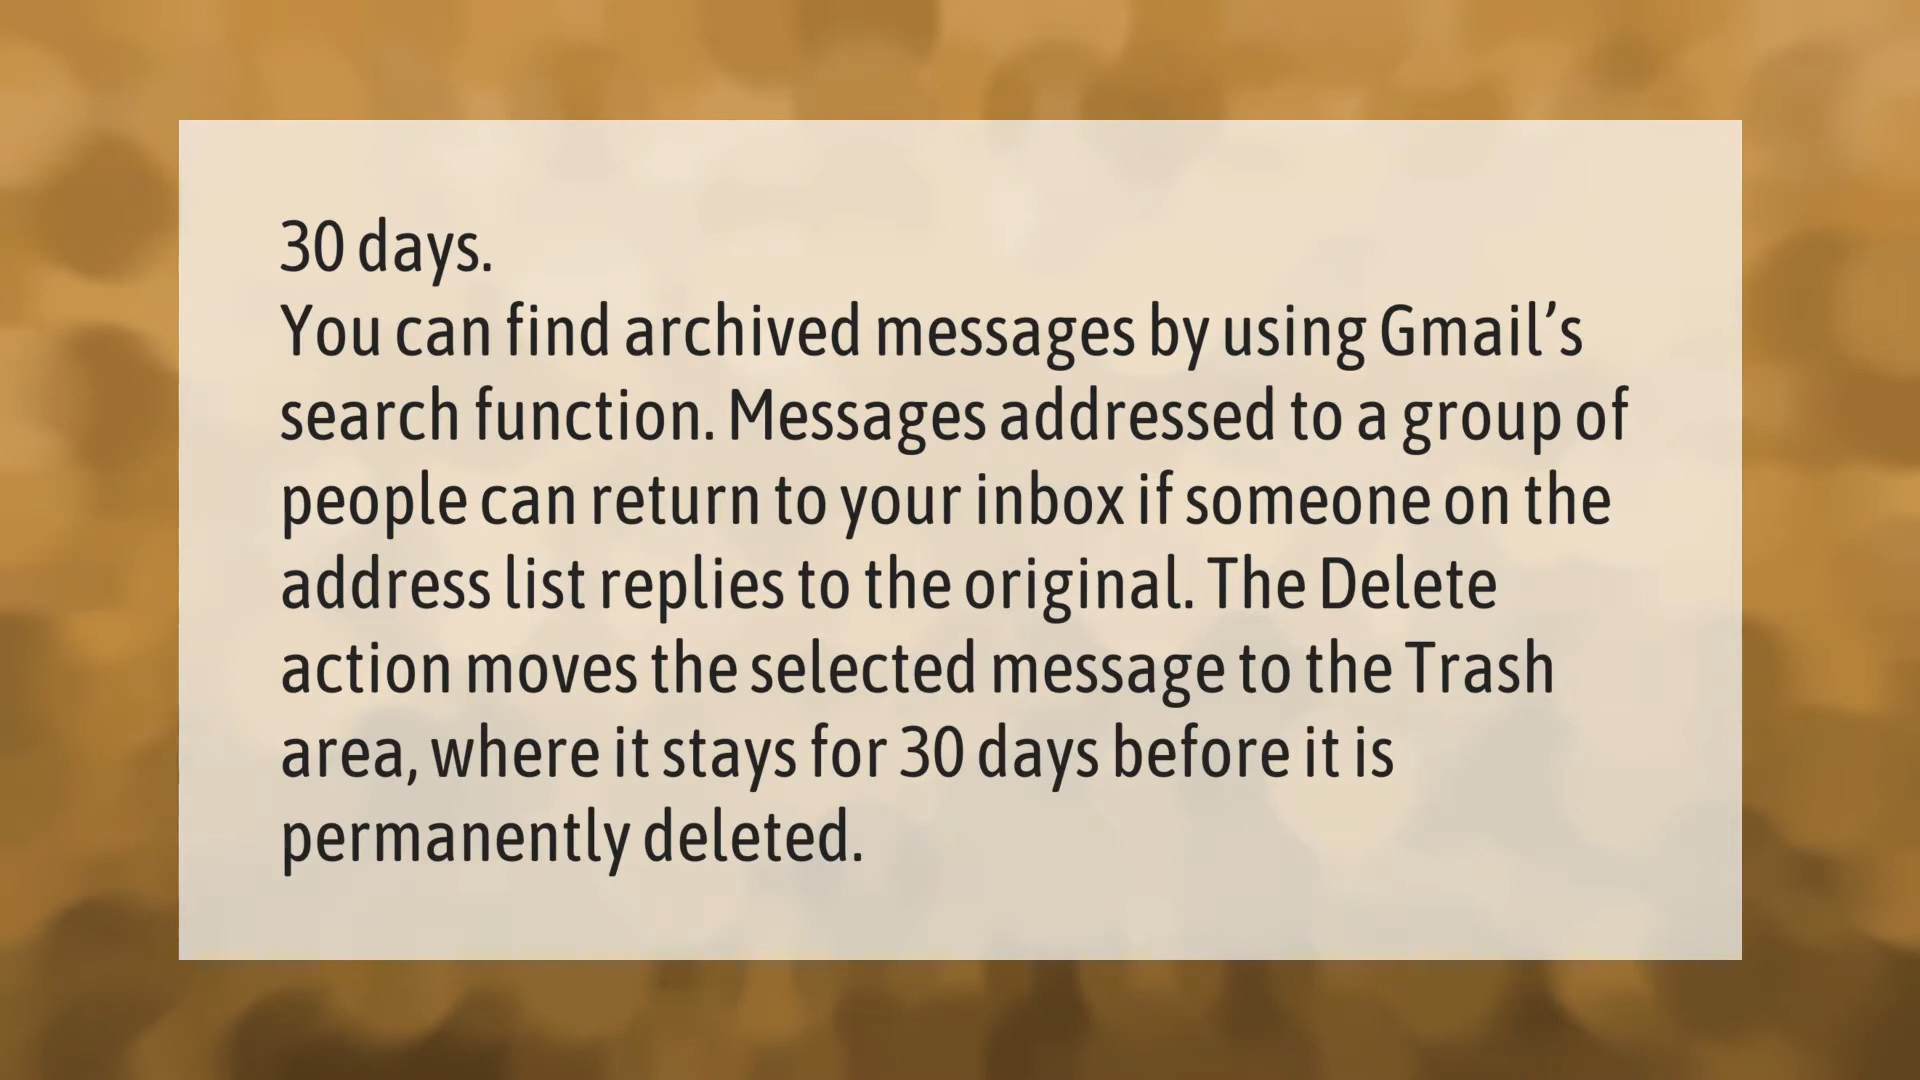 30 days.
You can find archived messages by using Gmail’s
search function. Messages addressed to a group of
people can return to your inbox if someone on the
address list replies to the original. The Delete
action moves the selected message to the Trash
area, where it stays for 30 days before it is
permanently deleted.